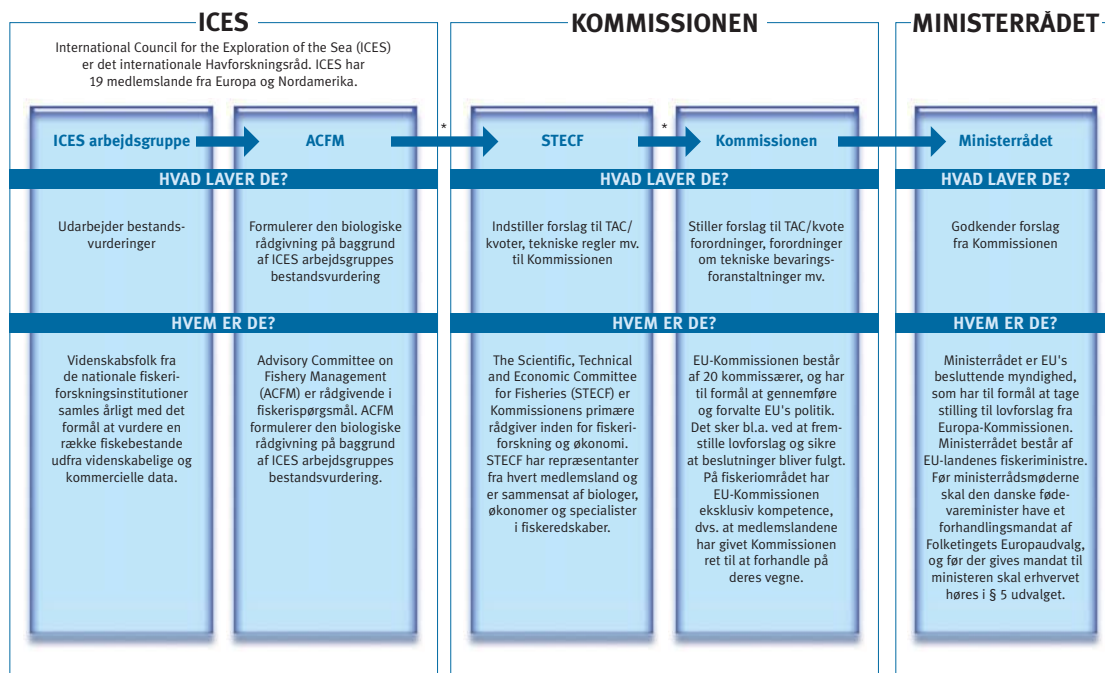 ICES
International Council for the Exploration of the Sea (ICES)
er det internationale Havforskningsråd. ICES har
19 medlemslande fra Europa og Nordamerika.
KOMMISSIONEN
MINISTERRÅDET
ICES arbejdsgruppe
ACFM
*
STECF
*
Kommissionen
Ministerrådet
HVAD LAVER DE?
HVAD LAVER DE?
HVAD LAVER DE?
Udarbejder bestands-
vurderinger
Formulerer den biologiske
rådgivning på baggrund
af ICES arbejdsgruppes
bestandsvurdering
Indstiller forslag til TAC/
kvoter, tekniske regler mv.
til Kommissionen
Stiller forslag til TAC/kvote
forordninger, forordninger
om tekniske bevarings-
foranstaltninger mv.
Godkender forslag
fra Kommissionen
HVEM ER DE?
HVEM ER DE?
HVEM ER DE?
Videnskabsfolk fra
de nationale fiskeri-
forskningsinstitutioner
samles årligt med det
formål at vurdere en
række fiskebestande
udfra videnskabelige og
kommercielle data.
Advisory Committee on
Fishery Management
(ACFM) er rådgivende i
fiskerispørgsmål. ACFM
formulerer den biologiske
rådgivning på baggrund
af ICES arbejdsgruppes
bestandsvurdering.
The Scientific, Technical
and Economic Committee
for Fisheries (STECF) er
Kommissionens primære
rådgiver inden for fiskeri-
forskning og økonomi.
STECF har repræsentanter
fra hvert medlemsland og
er sammensat af biologer,
økonomer og specialister
i fiskeredskaber.
EU-Kommissionen består
af 20 kommissærer, og har
til formål at gennemføre
og forvalte EU's politik.
Det sker bl.a. ved at frem-
stille lovforslag og sikre
at beslutninger bliver fulgt.
På fiskeriområdet har
EU-Kommissionen
eksklusiv kompetence,
dvs. at medlemslandene
har givet Kommissionen
ret til at forhandle på
deres vegne.
Ministerrådet er EU's
besluttende myndighed,
som har til formål at tage
stilling til lovforslag fra
Europa-Kommissionen.
Ministerrådet består af
EU-landenes fiskeriministre.
Før ministerrådsmøderne
skal den danske føde-
vareminister have et
forhandlingsmandat af
Folketingets Europaudvalg,
og før der gives mandat til
ministeren skal erhvervet
høres i § 5 udvalget.